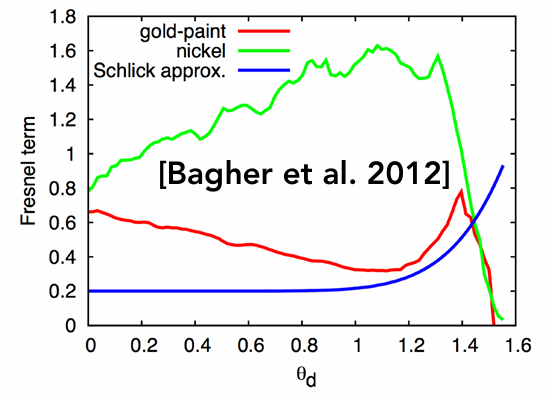 1.8
1.6
1.4
1.2
1
0.8
0.6
0.4
0.2
0
Fresnel term
gold-paint
nickel
Schlick approx.
[Bagher et al. 2012]
0 0.2 0.4 0.6 0.8 1 1.2 1.4 1.6
θd